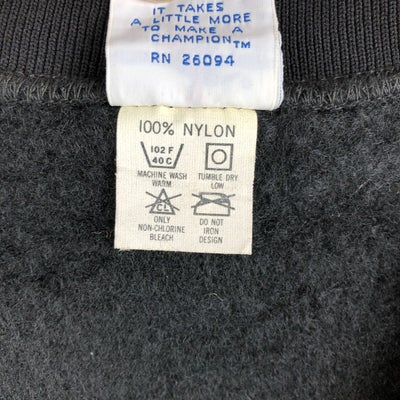 IT TAKES
A LITTLE MORE
TO MAKE A
CHAMPION™
RN 26094
100% NYLON
102 F
40 C
MACHINE WASH
WARM
TUMBLE DRY
LOW
CL
ONLY
NON-CHLORINE
BLEACH
DO NOT
IRON
DESIGN